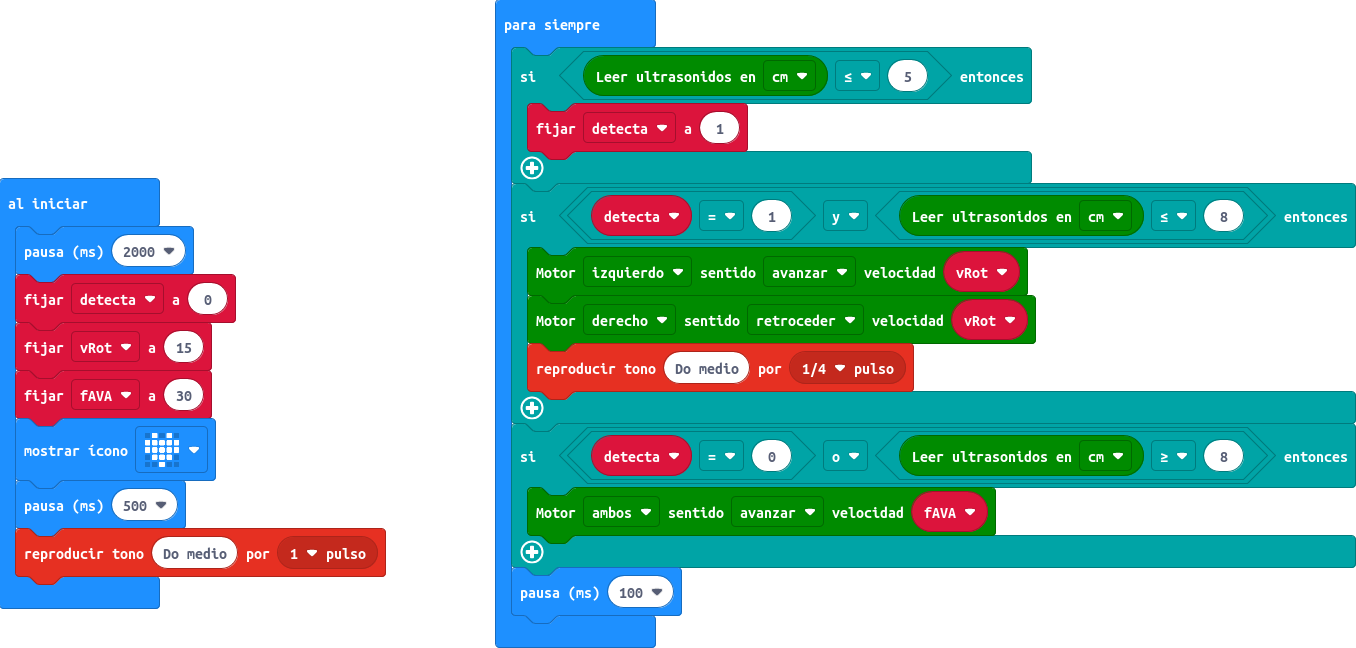 al iniciar
pausa (ms) 2000
fijar detecta a 0
fijar vRot a 15
fijar fAVA a 30
mostrar ícono
pausa (ms) 500
reproducir tono Do medio por 1 pulso
para siempre
si Leer ultrasonidos en cm ≤ 5 entonces
fijar detecta a 1
si detecta = 1 y Leer ultrasonidos en cm ≤ 8 entonces
Motor izquierdo sentido avanzar velocidad vRot
Motor derecho sentido retroceder velocidad vRot
reproducir tono Do medio por 1/4 pulso
si detecta = 0 o Leer ultrasonidos en cm ≥ 8 entonces
Motor ambos sentido avanzar velocidad fAVA
pausa (ms) 100